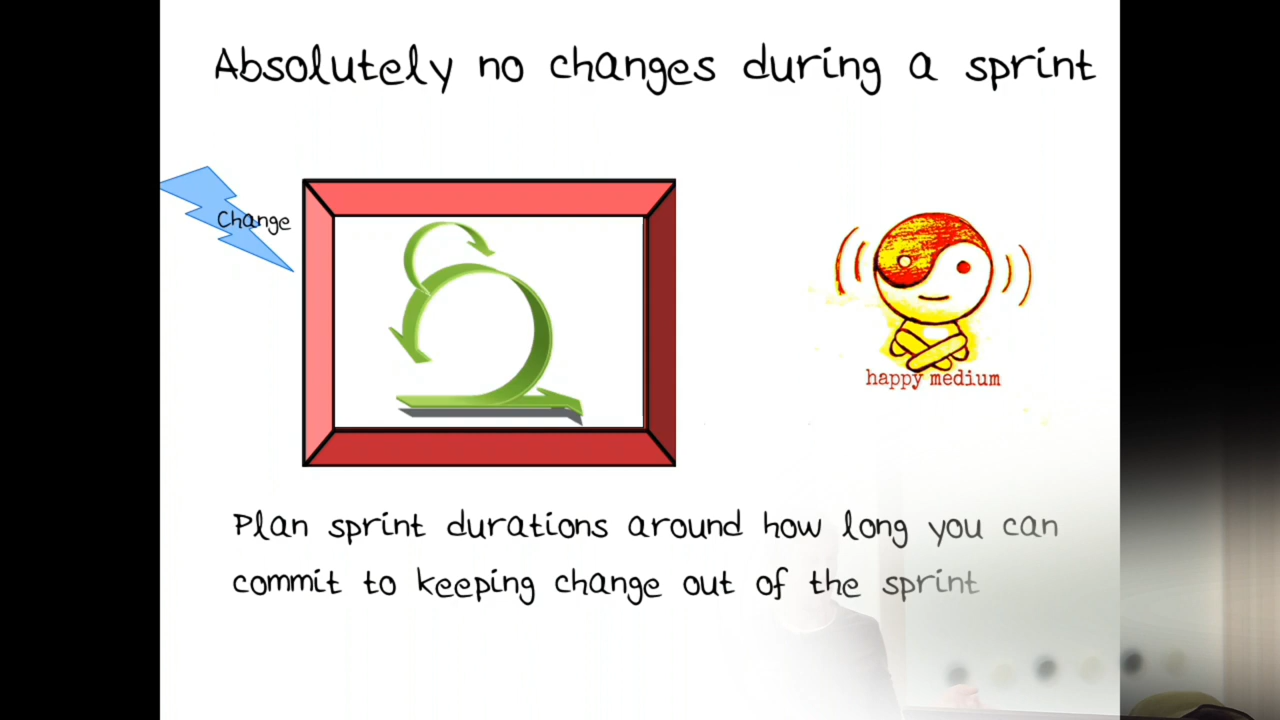 Absolutely no changes during a sprint
Change
happy medium
Plan sprint durations around how long you can
commit to keeping change out of the sprint